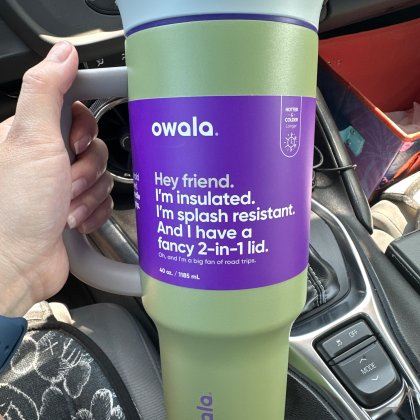 owala.
HOTTER
&
COLDER
Longer
Hey friend.
I'm insulated.
I'm splash resistant.
And I have a
fancy 2-in-1 lid.
Oh, and I'm a big fan of road trips.
40 oz. / 1185 mL
OFF
MODE
ala.